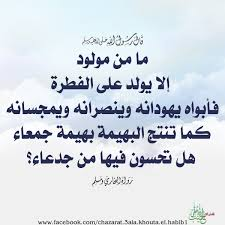 قال رسول الله صلى الله عليه وسلم
ما من مولود
إلا يولد على الفطرة
فأبواه يهودانه وينصرانه ويمجسانه
كما تنتج البهيمة بهيمة جمعاء
هل تحسون فيها من جدعاء؟
رواه البخاري ومسلم
www.facebook.com/chazarat.3ala.khouta.el.habib1